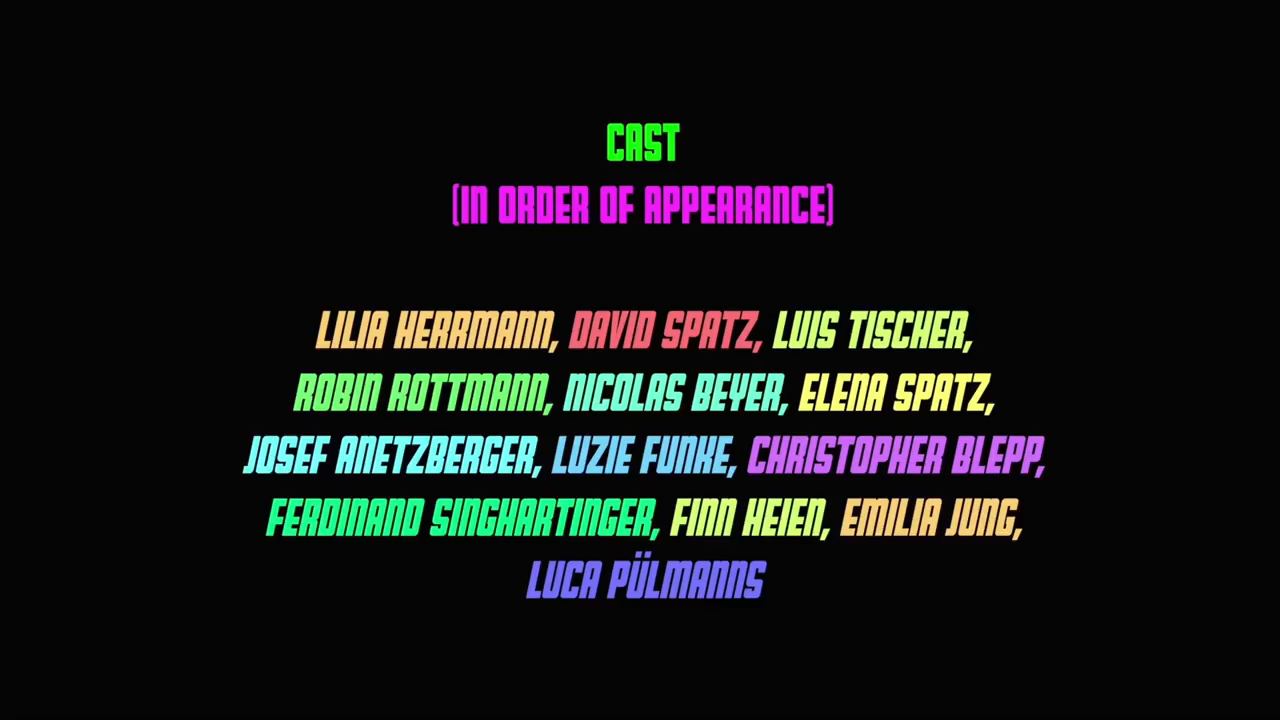 CAST
(IN ORDER OF APPEARANCE)
LILIA HERRMANN, DAVID SPATZ, LUIS TISCHER,
ROBIN ROTTMANN, NICOLAS BEYER, ELENA SPATZ,
JOSEF ANETZBERGER, LUZIE FUNKE, CHRISTOPHER BLEPP,
FERDINAND SINGHARTINGER, FINN HEIEN, EMILIA JUNG,
LUCA PÜLMANNS